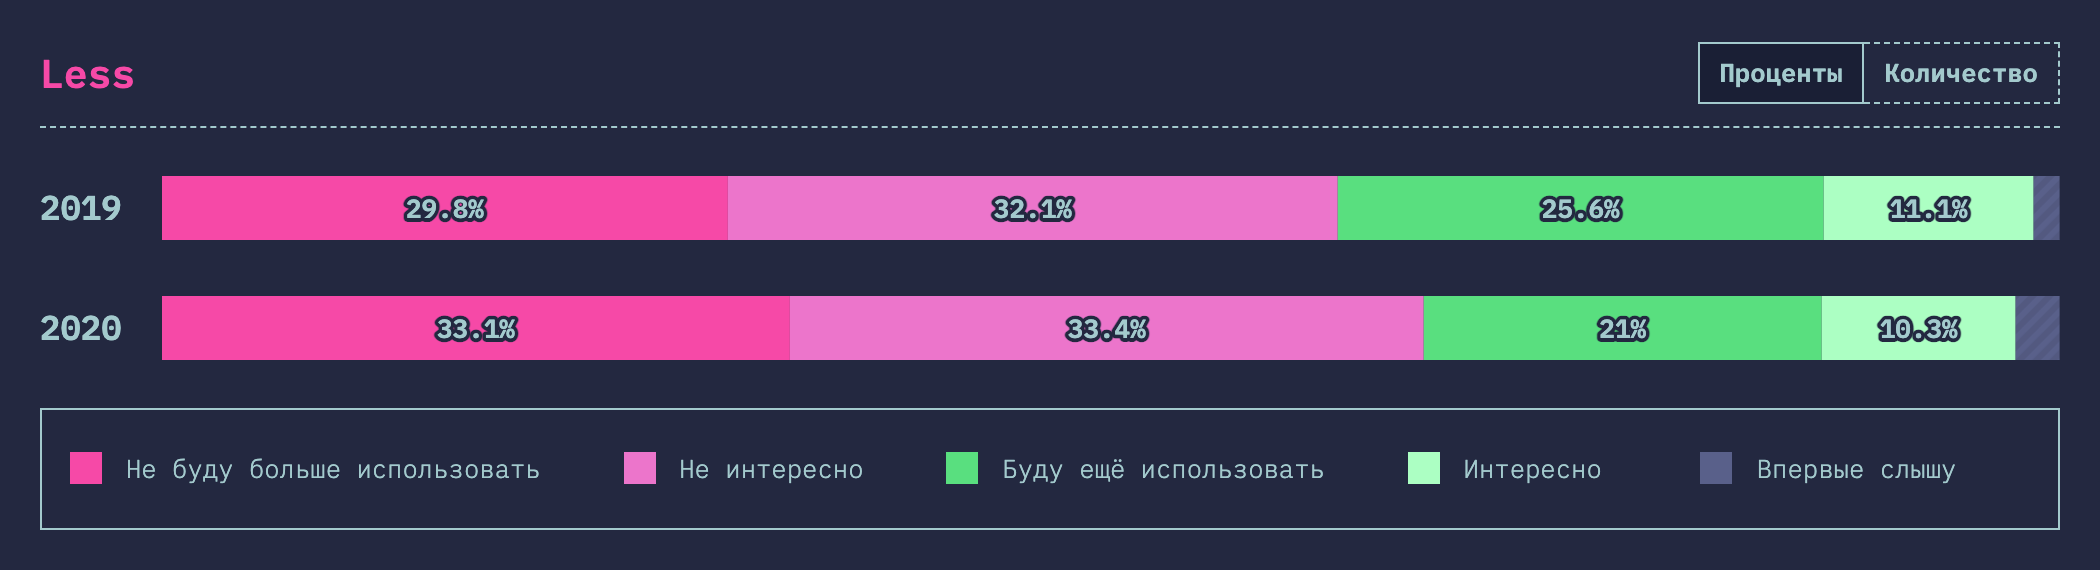 Less
Проценты Количество
2019 29.8% 32.1% 25.6% 11.1%
2020 33.1% 33.4% 21% 10.3%
Не буду больше использовать Не интересно Буду ещё использовать Интересно Впервые слышу